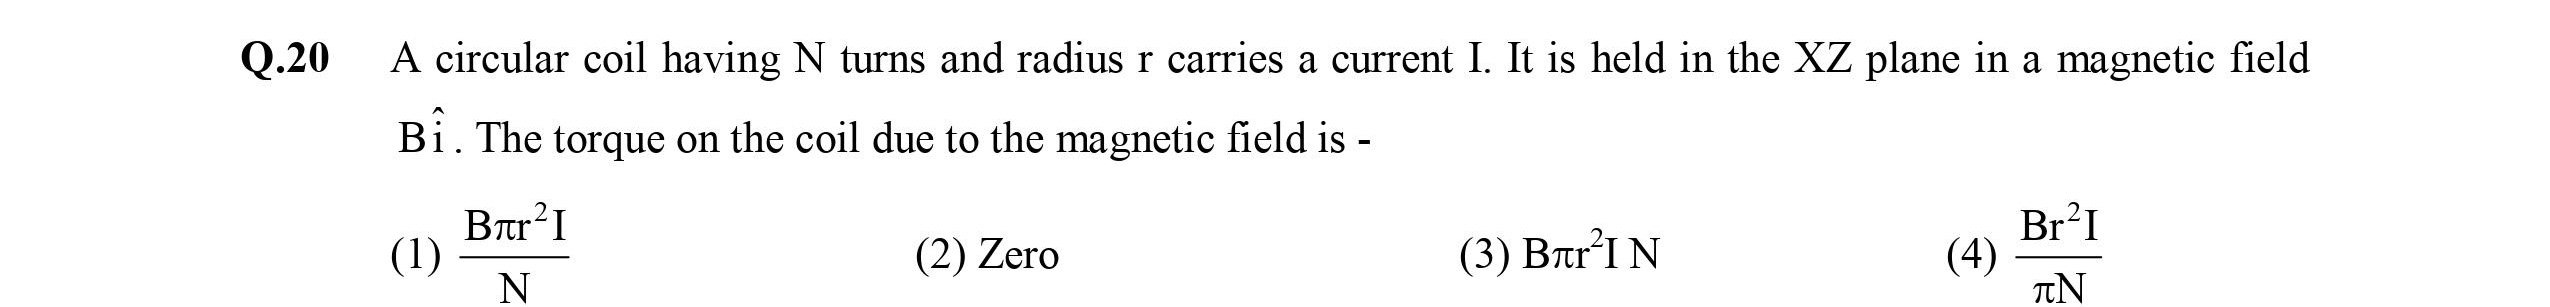 Q.20 A circular coil having N turns and radius r carries a current I. It is held in the XZ plane in a magnetic field
B î . The torque on the coil due to the magnetic field is -
(1) Bπr²I / N (2) Zero (3) Bπr²I N (4) Br²I / πN